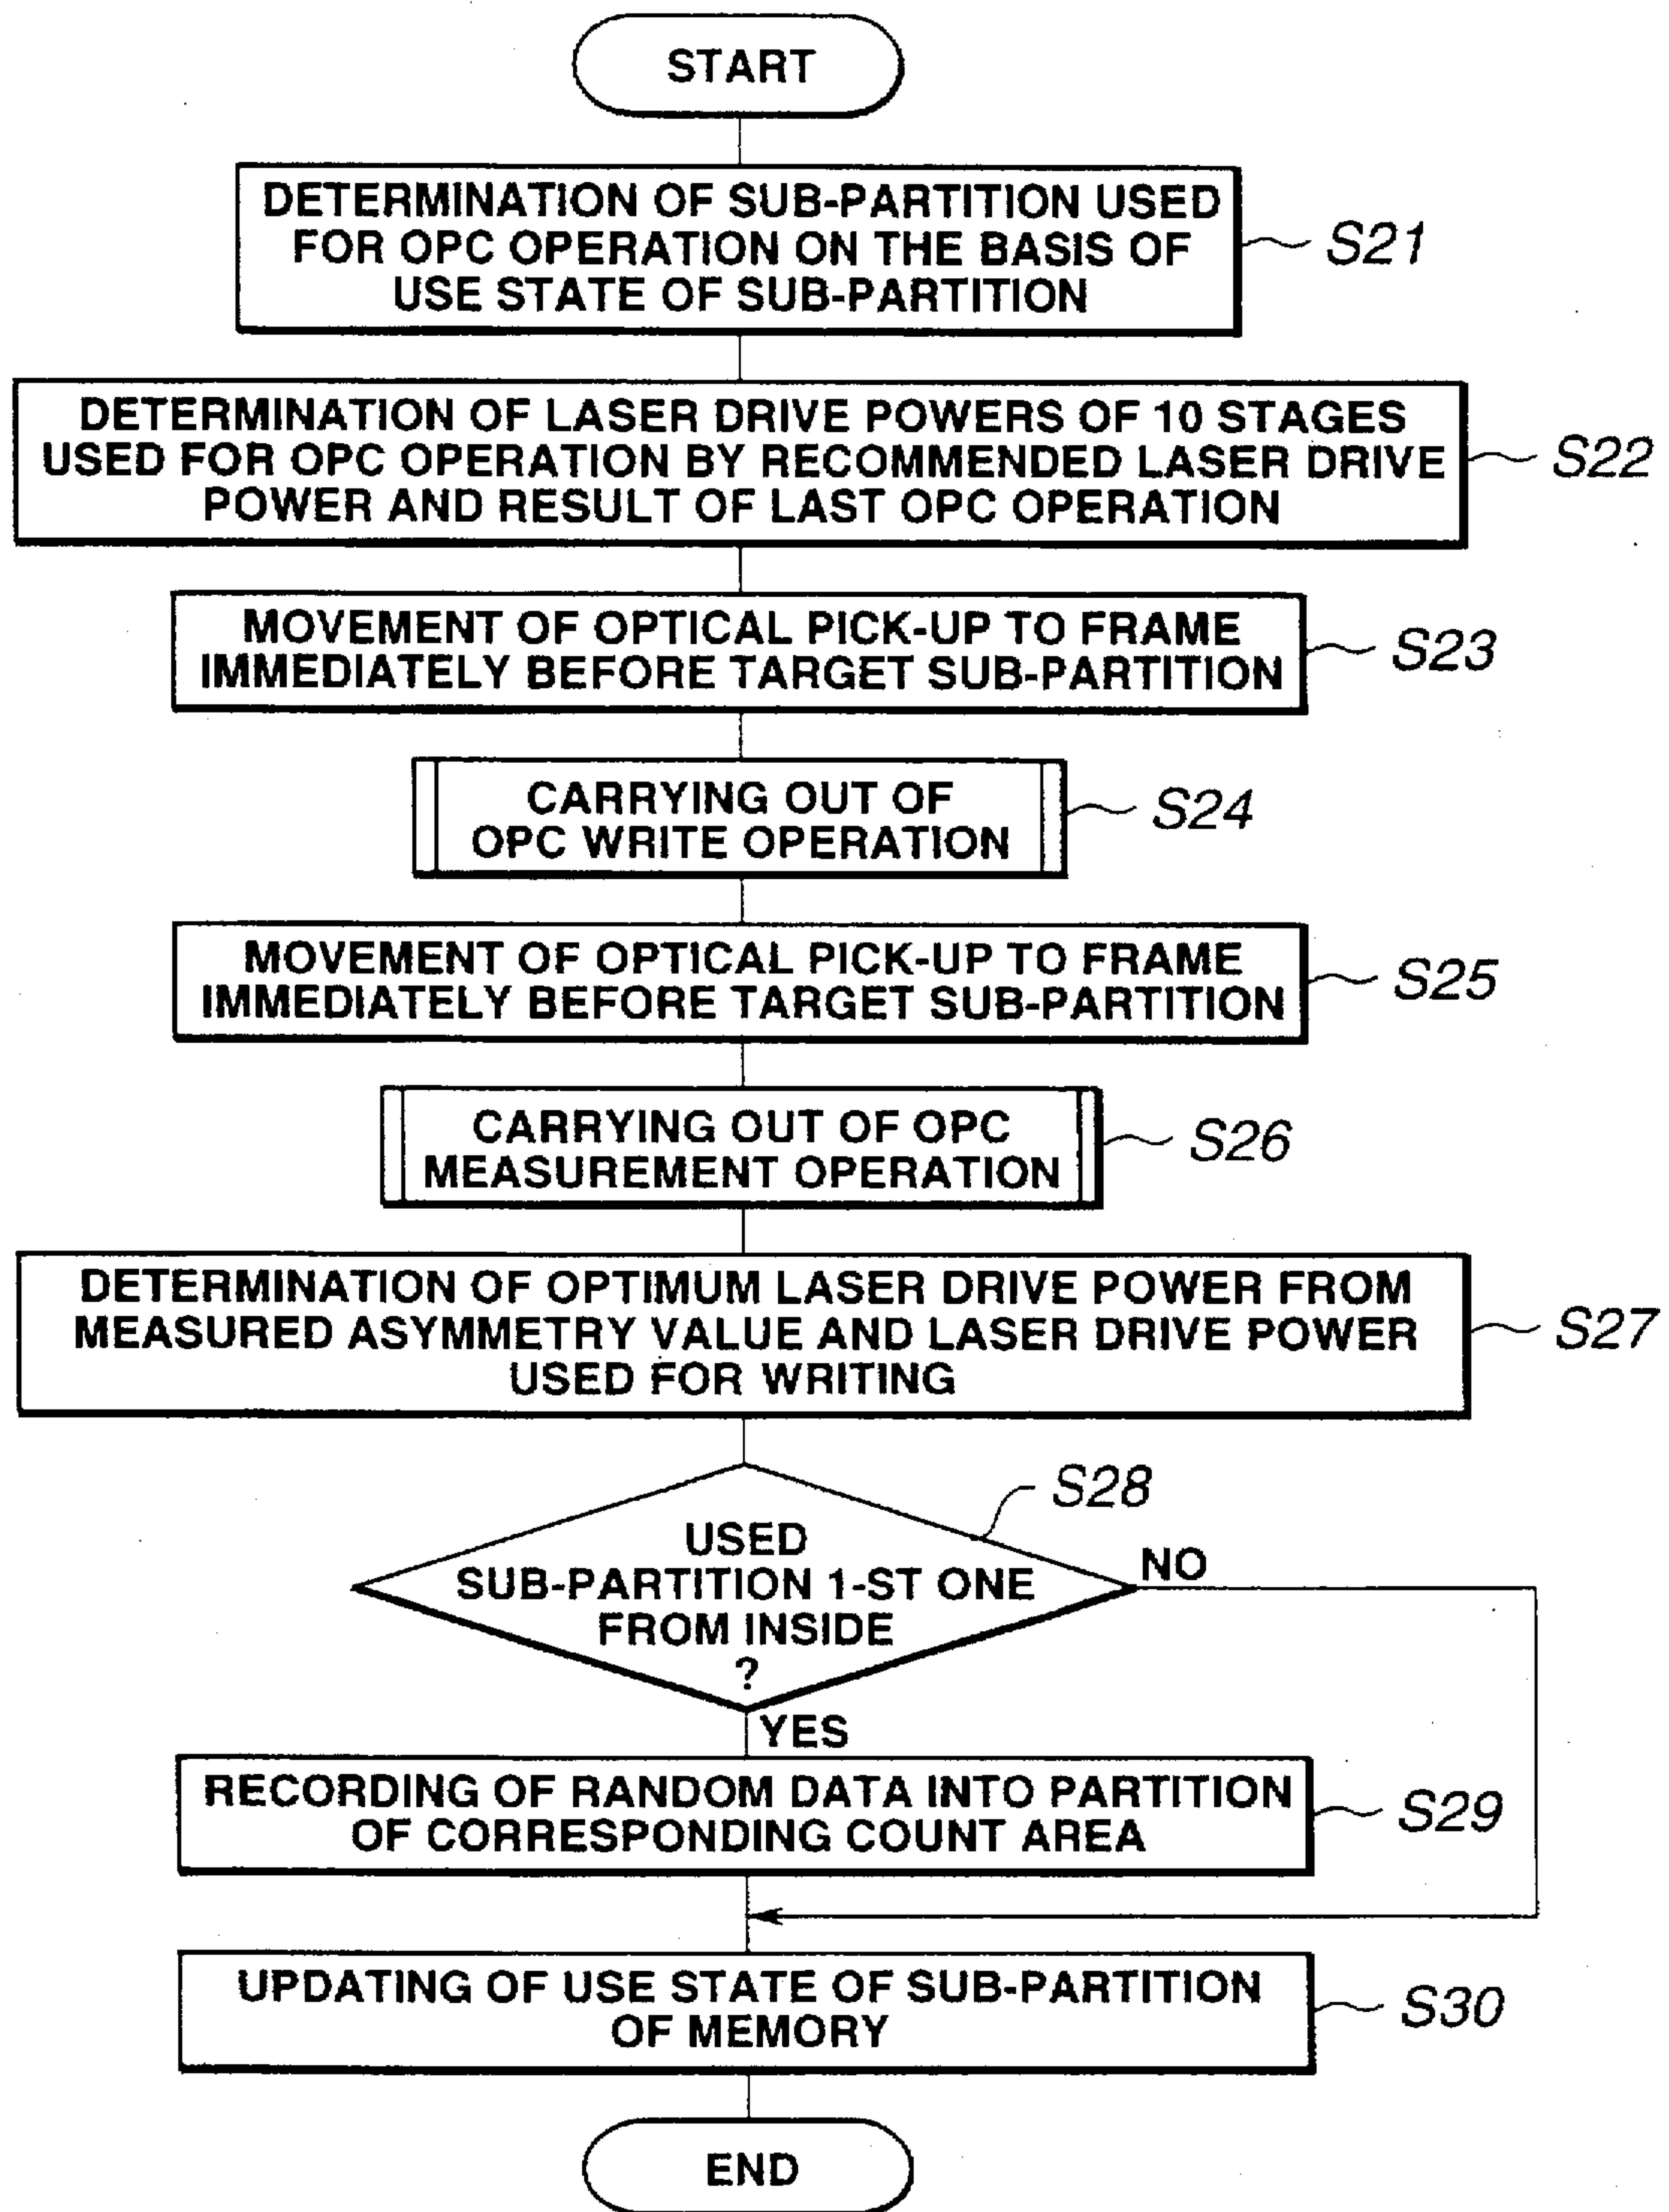 START
DETERMINATION OF SUB-PARTITION USED
FOR OPC OPERATION ON THE BASIS OF
USE STATE OF SUB-PARTITION
S21
DETERMINATION OF LASER DRIVE POWERS OF 10 STAGES
USED FOR OPC OPERATION BY RECOMMENDED LASER DRIVE
POWER AND RESULT OF LAST OPC OPERATION
S22
MOVEMENT OF OPTICAL PICK-UP TO FRAME
IMMEDIATELY BEFORE TARGET SUB-PARTITION
S23
CARRYING OUT OF
OPC WRITE OPERATION
S24
MOVEMENT OF OPTICAL PICK-UP TO FRAME
IMMEDIATELY BEFORE TARGET SUB-PARTITION
S25
CARRYING OUT OF OPC
MEASUREMENT OPERATION
S26
DETERMINATION OF OPTIMUM LASER DRIVE POWER FROM
MEASURED ASYMMETRY VALUE AND LASER DRIVE POWER
USED FOR WRITING
S27
S28
USED
SUB-PARTITION 1-ST ONE
FROM INSIDE
?
NO
YES
RECORDING OF RANDOM DATA INTO PARTITION
OF CORRESPONDING COUNT AREA
S29
UPDATING OF USE STATE OF SUB-PARTITION
OF MEMORY
S30
END